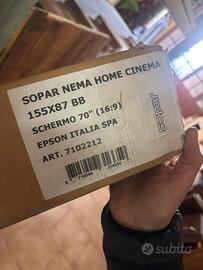 SOPAR NEMA HOME CINEMA
155X87 BB
SCHERMO 70" (16:9)
EPSON ITALIA SPA
ART. 7102212
SOPAR
subito